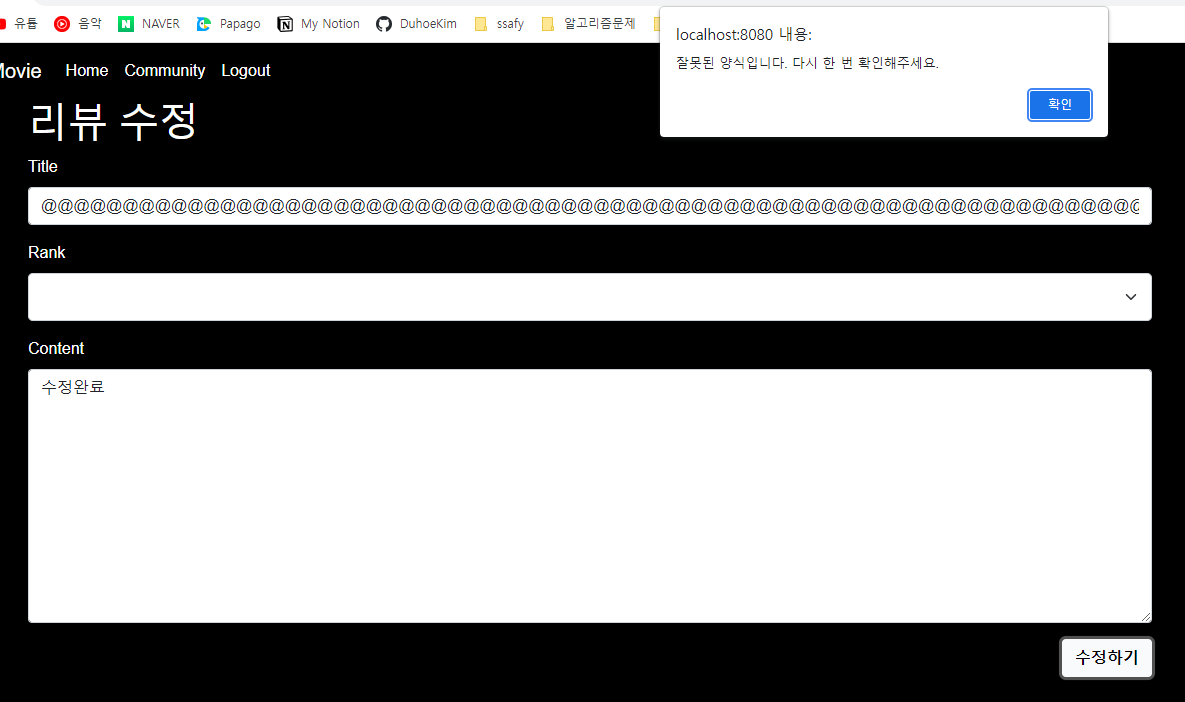 유튭 음악 NAVER Papago My Notion DuhoeKim ssafy 알고리즘문제
localhost:8080 내용:
잘못된 양식입니다. 다시 한 번 확인해주세요.
확인
Movie Home Community Logout
리뷰 수정
Title
@@@@@@@@@@@@@@@@@@@@@@@@@@@@@@@@@@@@@@@@@@@@@@@@@@@@@@@@@@@@@@@@@@@@
Rank
Content
수정완료
수정하기